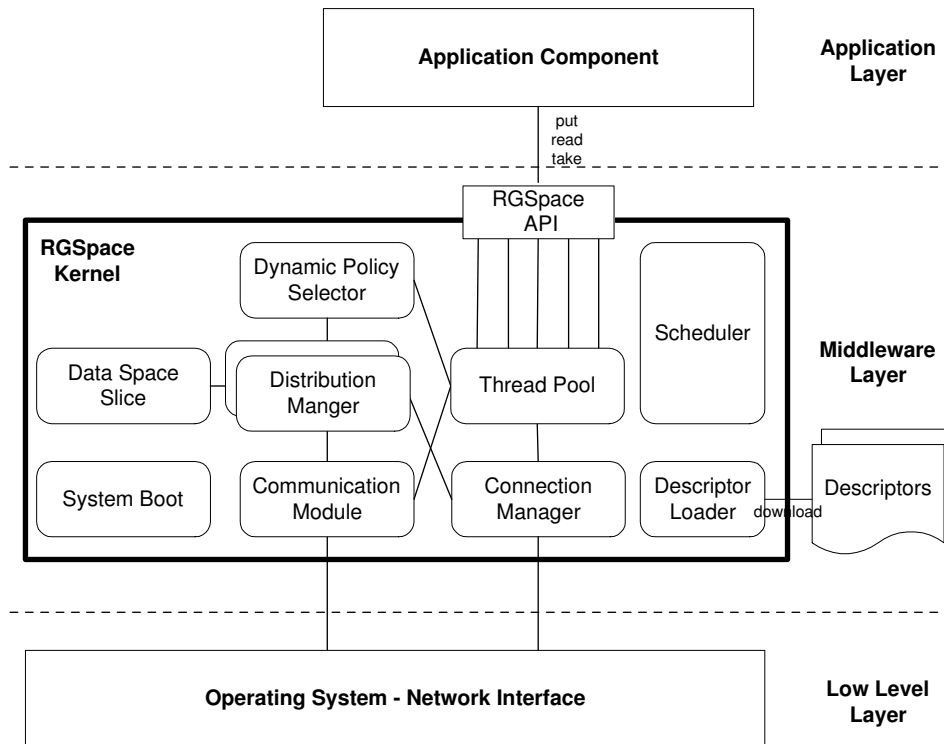 Application Component
Application
Layer
put
read
take
RGSpace
API
RGSpace
Kernel
Dynamic Policy
Selector
Scheduler
Data Space
Slice
Distribution
Manger
Thread Pool
Middleware
Layer
System Boot
Communication
Module
Connection
Manager
Descriptor
Loader
download
Descriptors
Operating System - Network Interface
Low Level
Layer